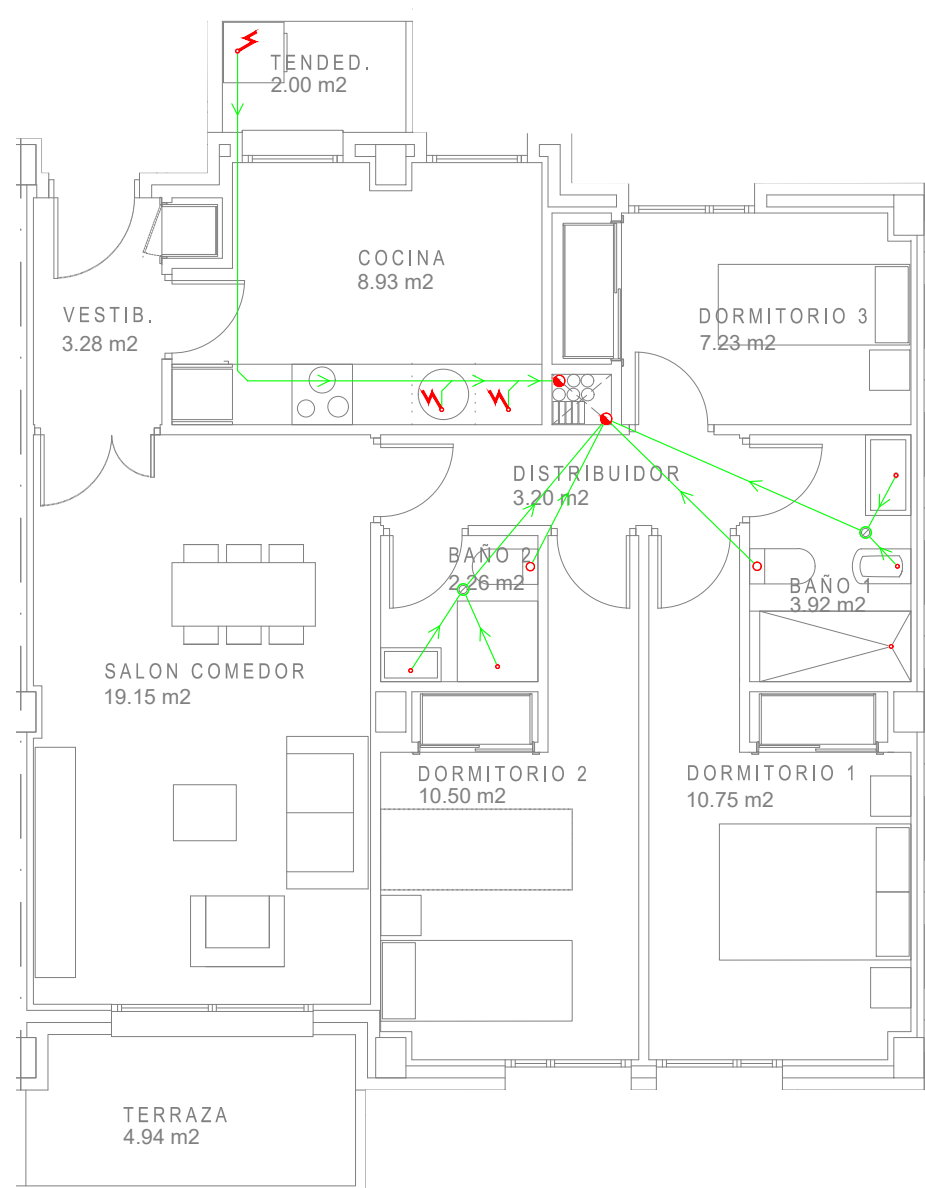 TENDED.
2.00 m2
COCINA
8.93 m2
VESTIB.
3.28 m2
DORMITORIO 3
7.23 m2
DISTRIBUIDOR
3.20 m2
BAÑO 2
2.26 m2
BAÑO 1
3.92 m2
SALON COMEDOR
19.15 m2
DORMITORIO 2
10.50 m2
DORMITORIO 1
10.75 m2
TERRAZA
4.94 m2